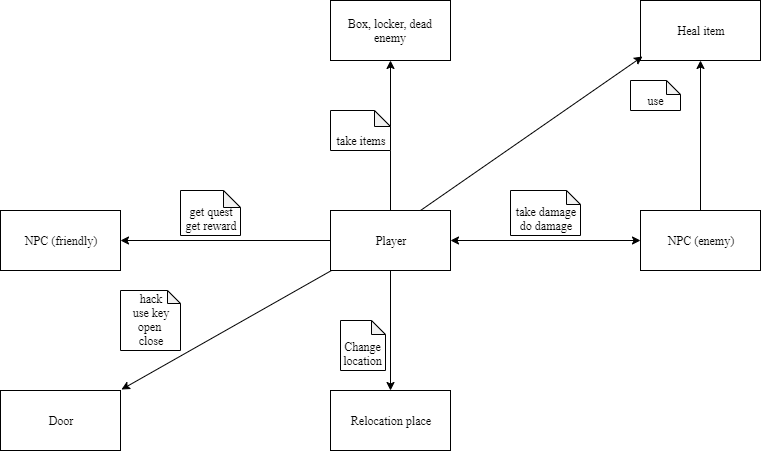 Box, locker, dead
enemy
Heal item
use
take items
get quest
get reward
take damage
do damage
NPC (friendly)
Player
NPC (enemy)
hack
use key
open
close
Change
location
Door
Relocation place